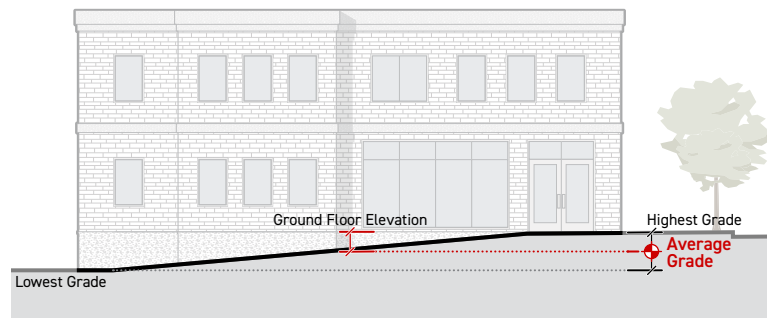 Ground Floor Elevation
Highest Grade
Average
Grade
Lowest Grade